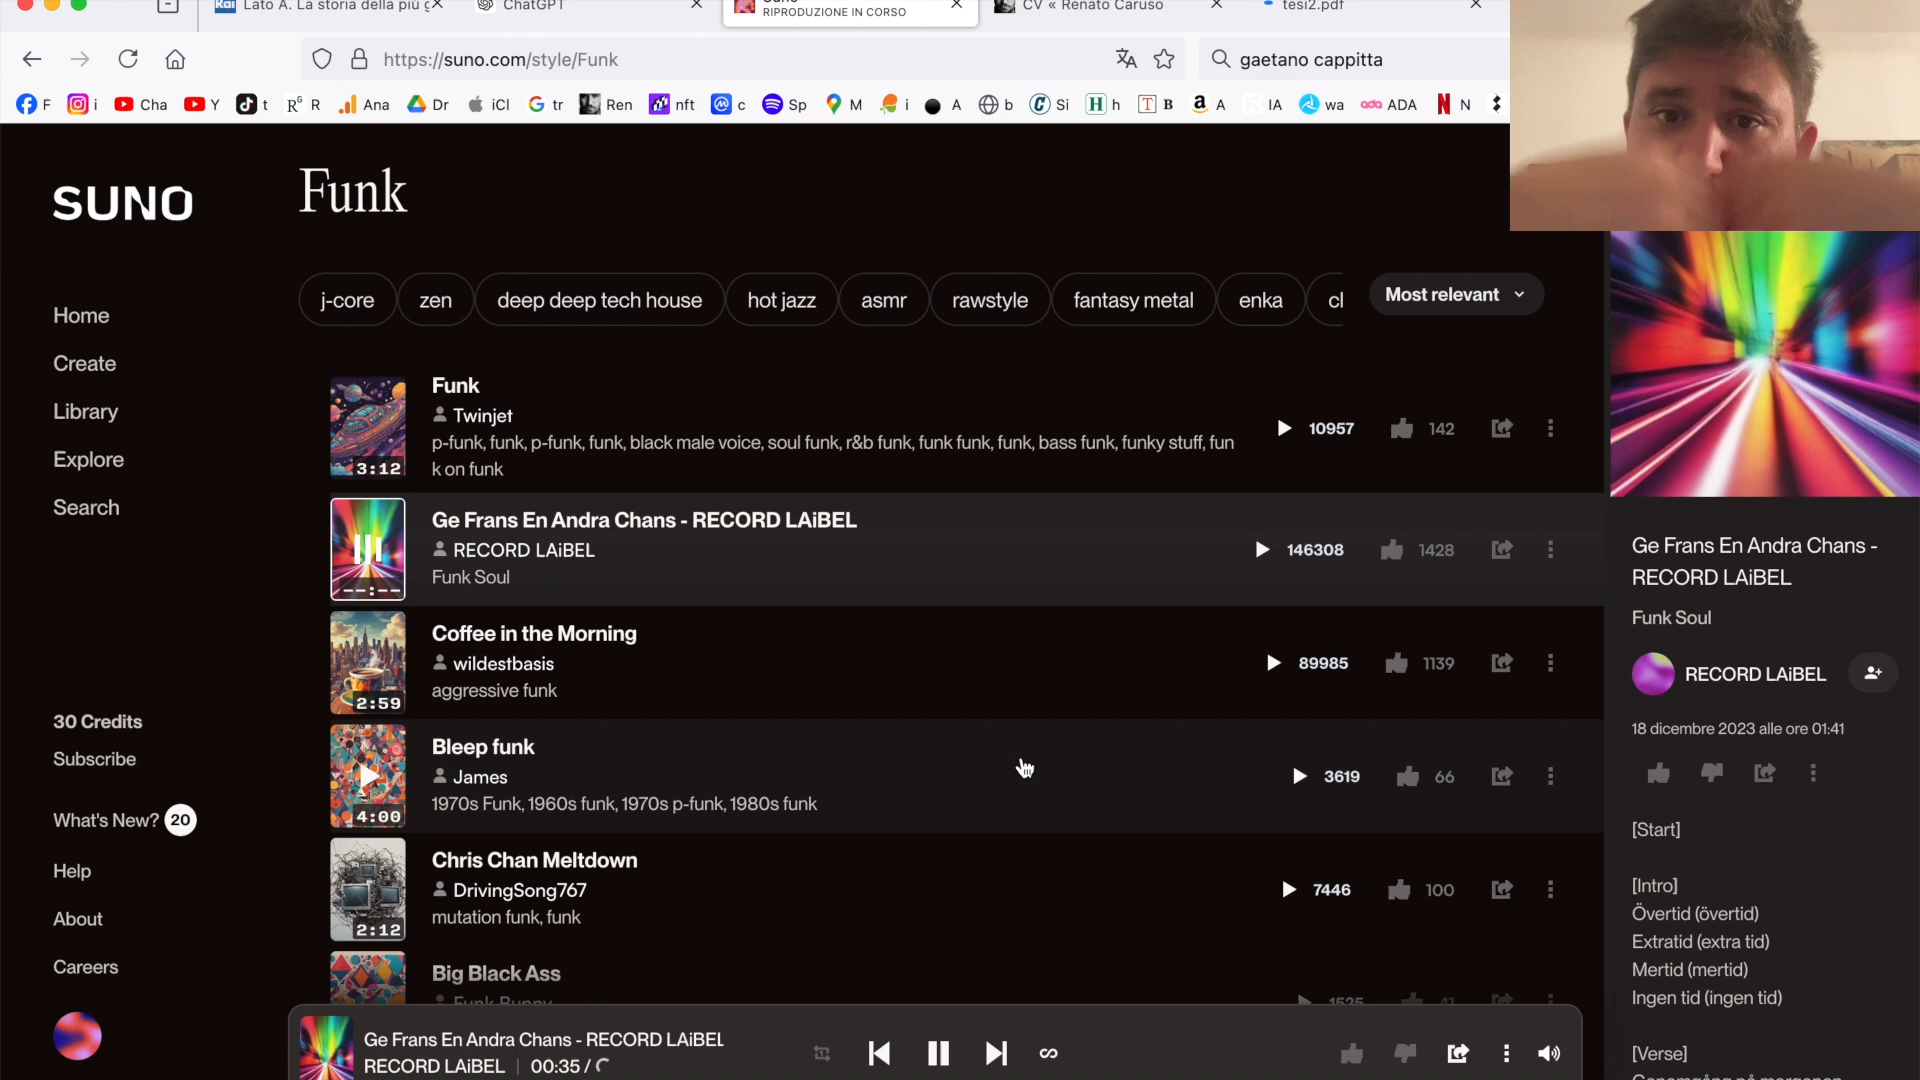 Lato A. La storia della più g
ChatGPT
Suno
RIPRODUZIONE IN CORSO
CV « Renato Caruso
tesi2.pdf
https://suno.com/style/Funk
gaetano cappitta
F
i
Cha
Y
t
R
Ana
Dr
iCl
tr
Ren
nft
c
Sp
M
i
A
b
Si
h
B
A
IA
wa
ADA
N
SUNO
Home
Create
Library
Explore
Search
30 Credits
Subscribe
What's New? 20
Help
About
Careers
Funk
j-core
zen
deep deep tech house
hot jazz
asmr
rawstyle
fantasy metal
enka
cl
Most relevant
Funk
Twinjet
p-funk, funk, p-funk, funk, black male voice, soul funk, r&b funk, funk funk, funk, bass funk, funky stuff, fun
k on funk
3:12
10957
142
Ge Frans En Andra Chans - RECORD LAiBEL
RECORD LAiBEL
Funk Soul
--:--
146308
1428
Coffee in the Morning
wildestbasis
aggressive funk
2:59
89985
1139
Bleep funk
James
1970s Funk, 1960s funk, 1970s p-funk, 1980s funk
4:00
3619
66
Chris Chan Meltdown
DrivingSong767
mutation funk, funk
2:12
7446
100
Big Black Ass
Funk Bunny
1525
41
Ge Frans En Andra Chans - RECORD LAiBEL
RECORD LAiBEL | 00:35 /
Ge Frans En Andra Chans -
RECORD LAiBEL
Funk Soul
RECORD LAiBEL
18 dicembre 2023 alle ore 01:41
[Start]
[Intro]
Övertid (övertid)
Extratid (extra tid)
Mertid (mertid)
Ingen tid (ingen tid)
[Verse]